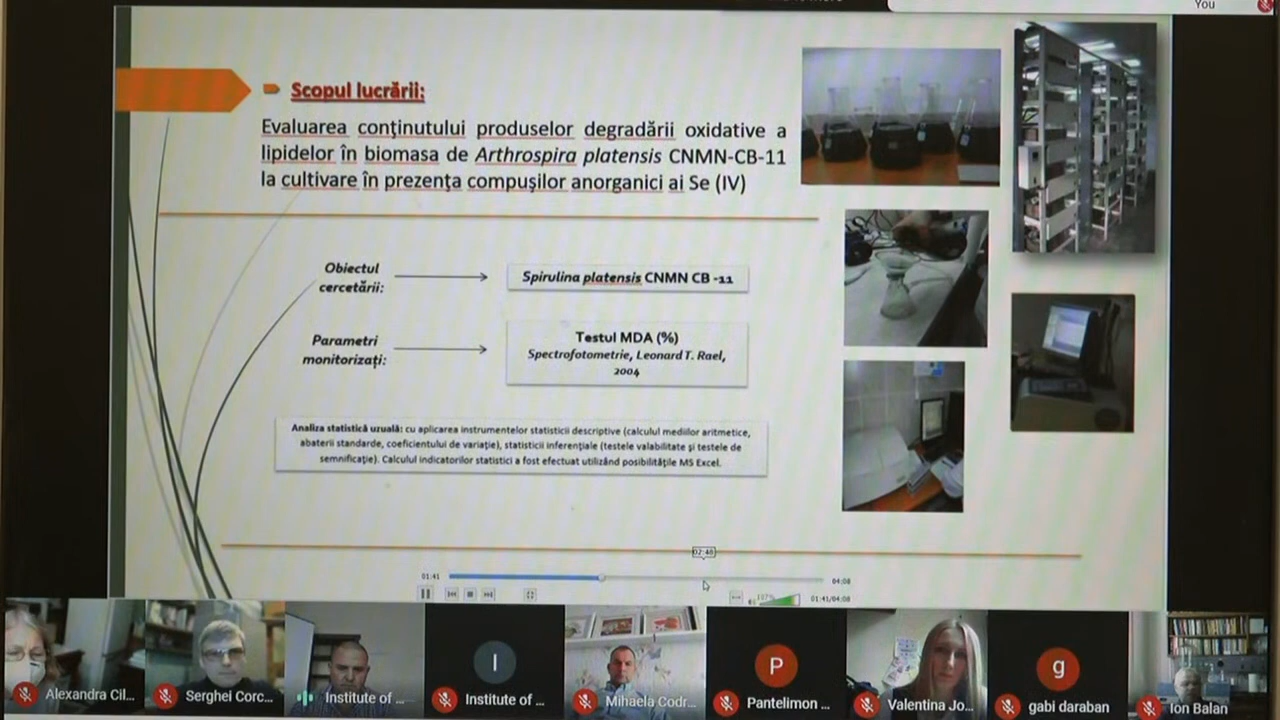 You
Scopul lucrării:
Evaluarea conținutului produselor degradării oxidative a
lipidelor în biomasa de Arthrospira platensis CNMN-CB-11
la cultivare în prezența compușilor anorganici ai Se (IV)
Obiectul
cercetării:
Spirulina platensis CNMN CB -11
Parametri
monitorizați:
Testul MDA (%)
Spectrofotometrie, Leonard T. Rael,
2004
Analiza statistică uzuală: cu aplicarea instrumentelor statisticii descriptive (calculul mediilor aritmetice,
abaterii standarde, coeficientului de variație), statisticii inferențiale (testele valabilitate și testele de
semnificație). Calculul indicatorilor statistici a fost efectuat utilizând posibilitățile MS Excel.
02:48
01:41
04:08
107%
01:41/04:08
Alexandra Cil...
Serghei Corc...
Institute of ...
I
Institute of ...
Mihaela Codr...
P
Pantelimon ...
Valentina Jo...
g
gabi daraban
Ion Balan